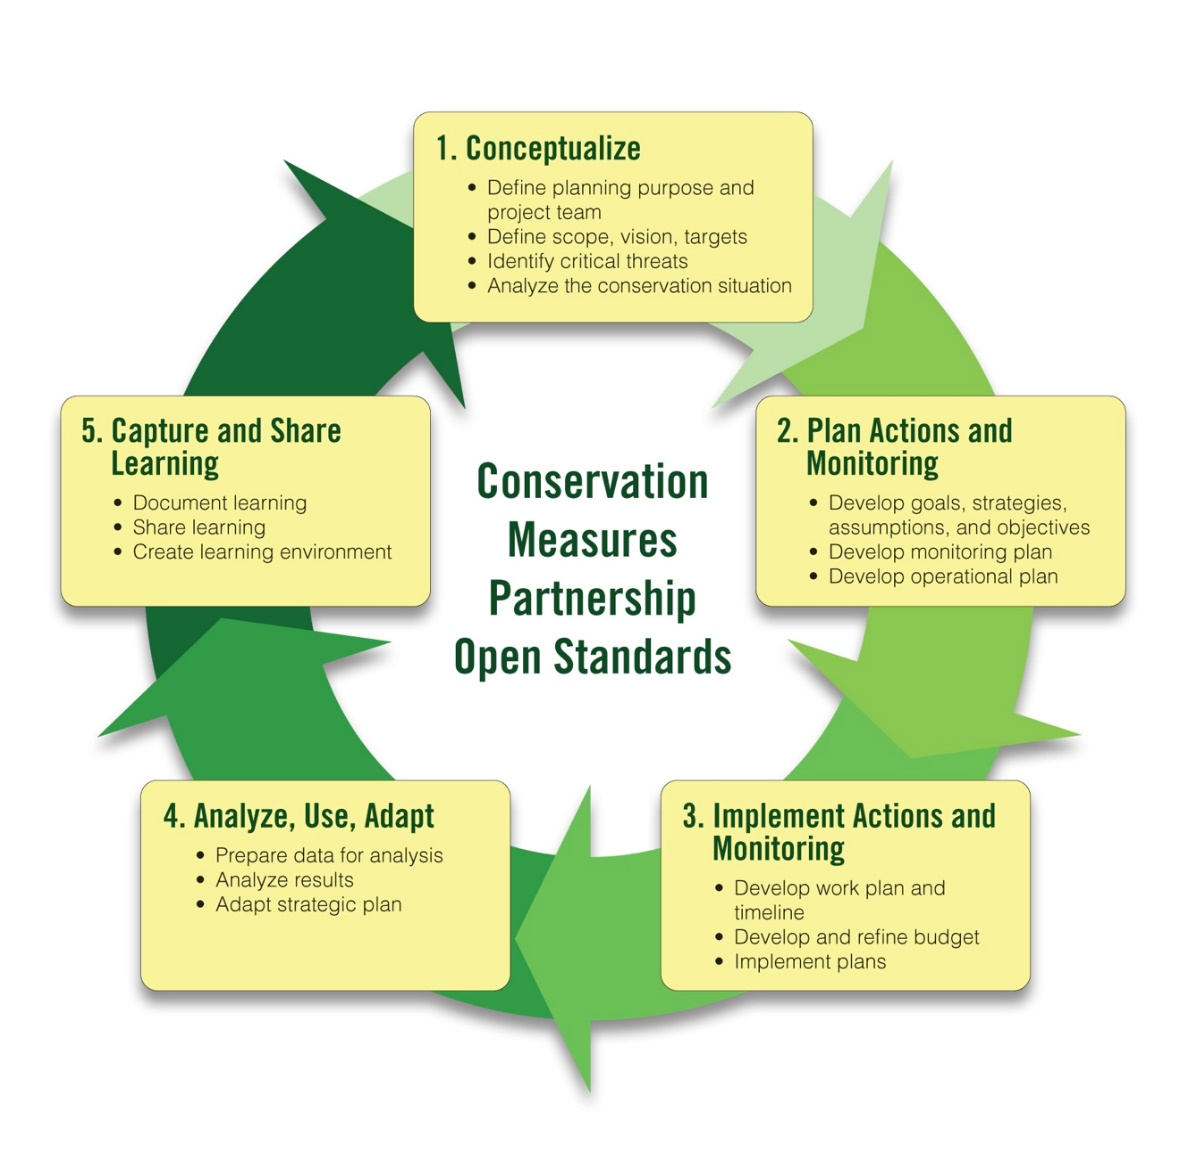 1. Conceptualize
• Define planning purpose and
project team
• Define scope, vision, targets
• Identify critical threats
• Analyze the conservation situation
2. Plan Actions and
Monitoring
• Develop goals, strategies,
assumptions, and objectives
• Develop monitoring plan
• Develop operational plan
3. Implement Actions and
Monitoring
• Develop work plan and
timeline
• Develop and refine budget
• Implement plans
4. Analyze, Use, Adapt
• Prepare data for analysis
• Analyze results
• Adapt strategic plan
5. Capture and Share
Learning
• Document learning
• Share learning
• Create learning environment
Conservation
Measures
Partnership
Open Standards